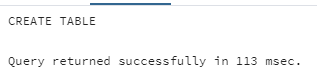 CREATE TABLE
Query returned successfully in 113 msec.